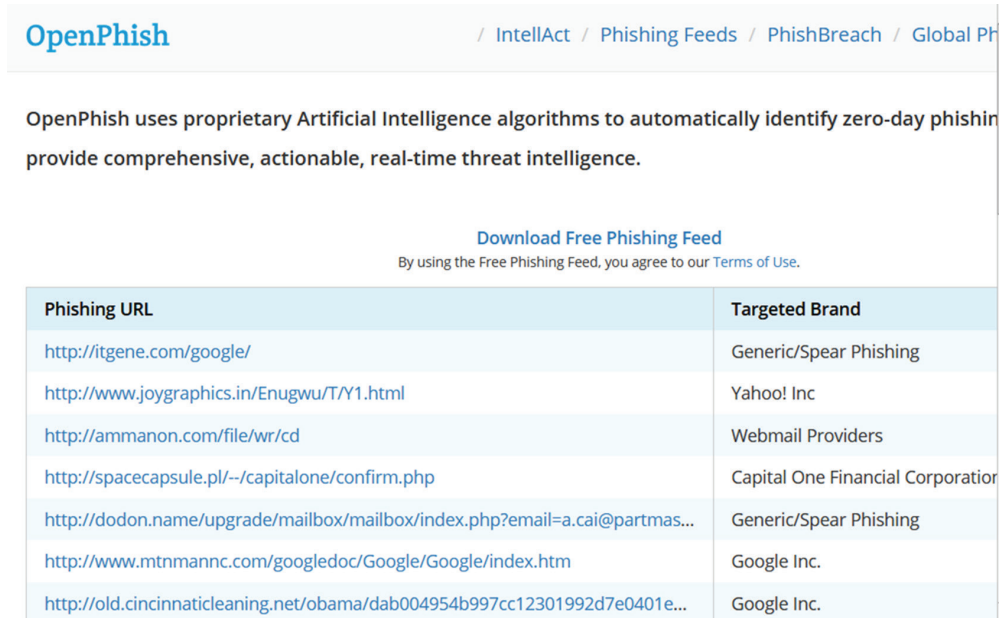 OpenPhish / IntellAct / Phishing Feeds / PhishBreach / Global Ph
OpenPhish uses proprietary Artificial Intelligence algorithms to automatically identify zero-day phishin
provide comprehensive, actionable, real-time threat intelligence.
Download Free Phishing Feed
By using the Free Phishing Feed, you agree to our Terms of Use.
Phishing URL Targeted Brand
http://itgene.com/google/ Generic/Spear Phishing
http://www.joygraphics.in/Enugwu/T/Y1.html Yahoo! Inc
http://ammanon.com/file/wr/cd Webmail Providers
http://spacecapsule.pl/--/capitalone/confirm.php Capital One Financial Corporation
http://dodon.name/upgrade/mailbox/mailbox/index.php?email=a.cai@partmas... Generic/Spear Phishing
http://www.mtnmannc.com/googledoc/Google/Google/index.htm Google Inc.
http://old.cincinnaticleaning.net/obama/dab004954b997cc12301992d7e0401e... Google Inc.